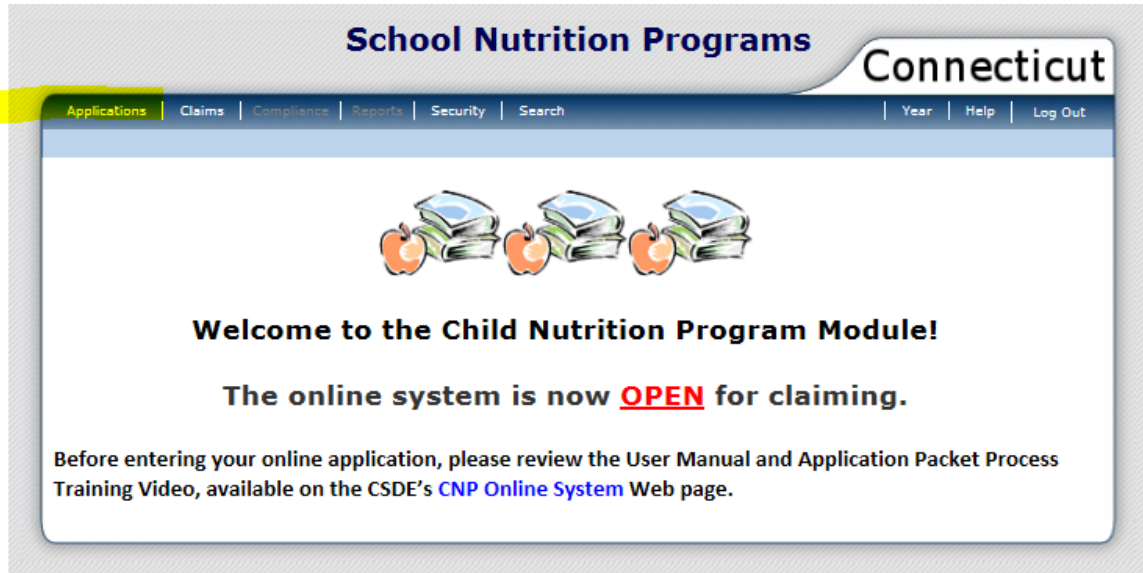 School Nutrition Programs
Connecticut
Applications | Claims | Compliance | Reports | Security | Search | Year | Help | Log Out
Welcome to the Child Nutrition Program Module!
The online system is now OPEN for claiming.
Before entering your online application, please review the User Manual and Application Packet Process
Training Video, available on the CSDE's CNP Online System Web page.